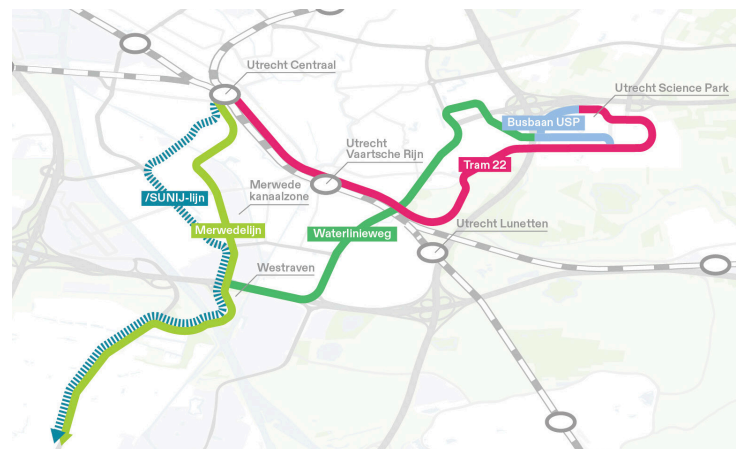 Utrecht Centraal
Utrecht Science Park
Busbaan USP
Utrecht
Vaartsche Rijn
Tram 22
Merwede
kanaalzone
/SUNIJ-lijn
Merwedelijn
Waterlinieweg
Utrecht Lunetten
Westraven